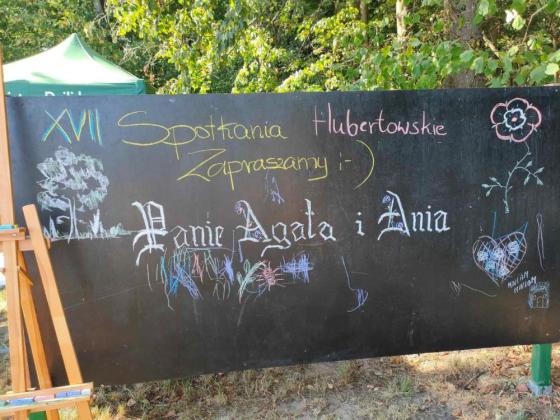 XVII Spotkania Hubertowskie
Zapraszamy :-)
Panie Agata i Ania